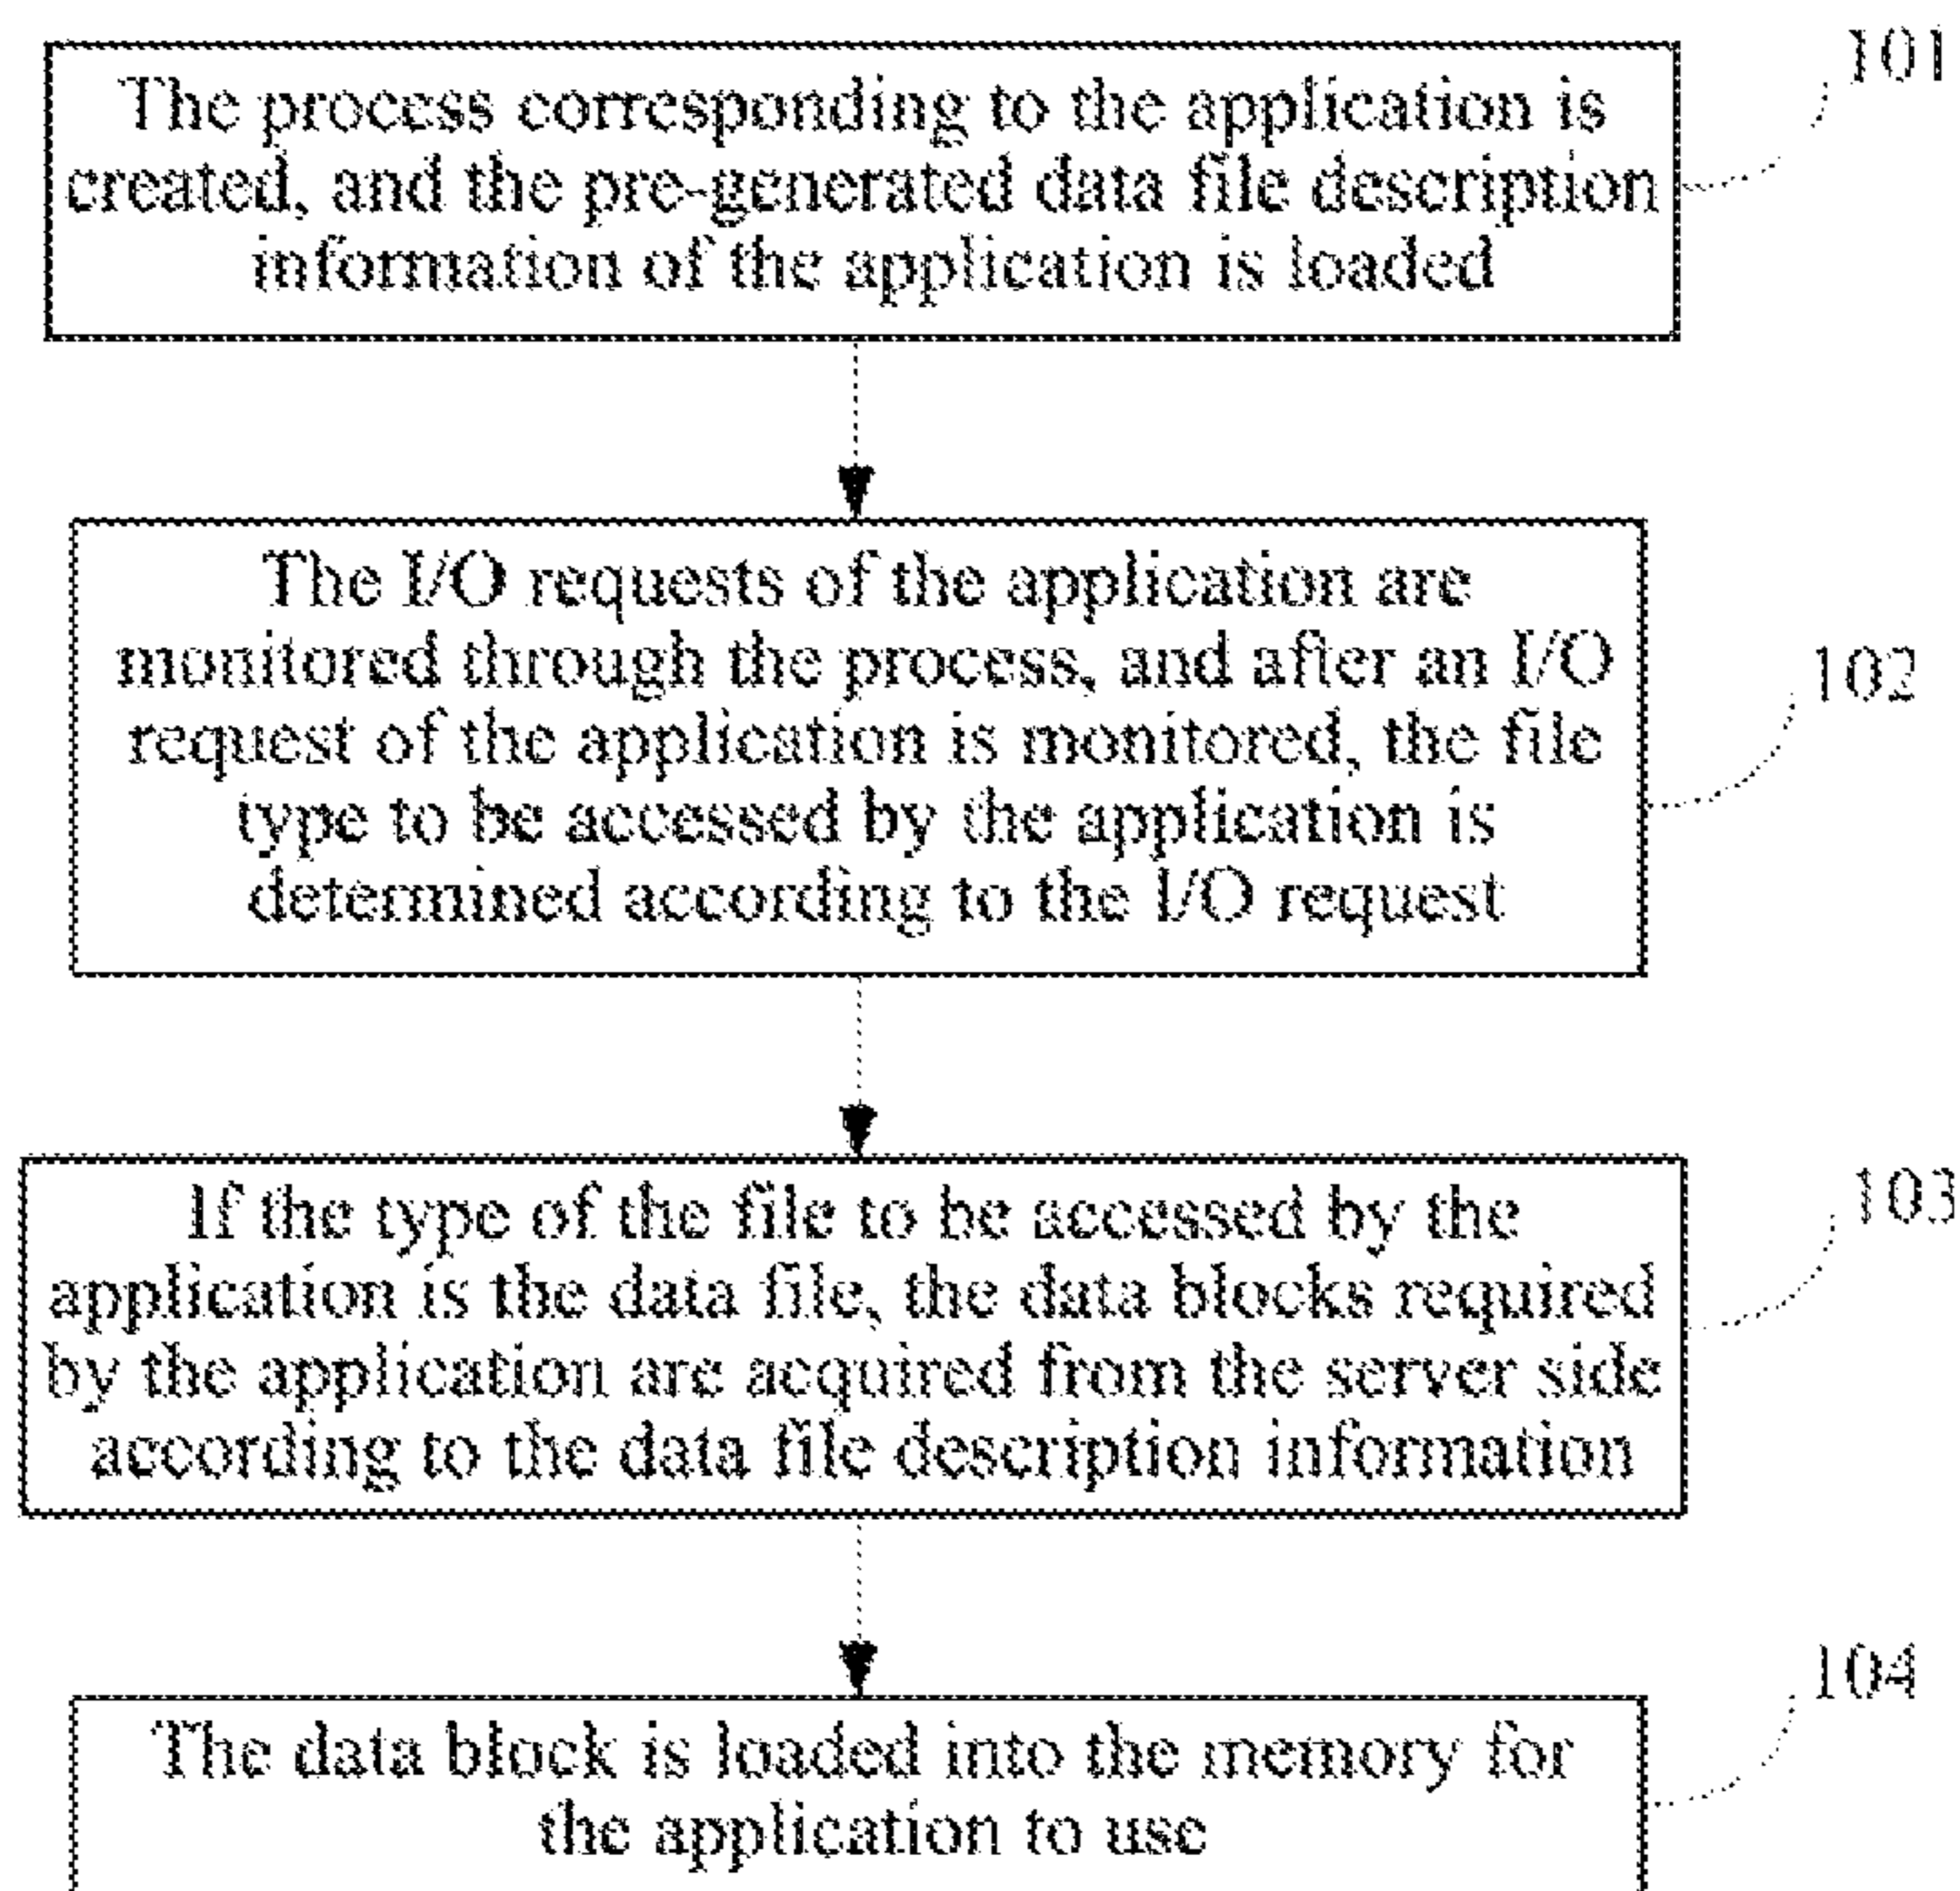 101
The process corresponding to the application is
created, and the pre-generated data file description
information of the application is loaded
The I/O requests of the application are
monitored through the process, and after an I/O
request of the application is monitored, the file
type to be accessed by the application is
determined according to the I/O request
102
If the type of the file to be accessed by the
application is the data file, the data blocks required
by the application are acquired from the server side
according to the data file description information
103
The data block is loaded into the memory for
the application to use
104